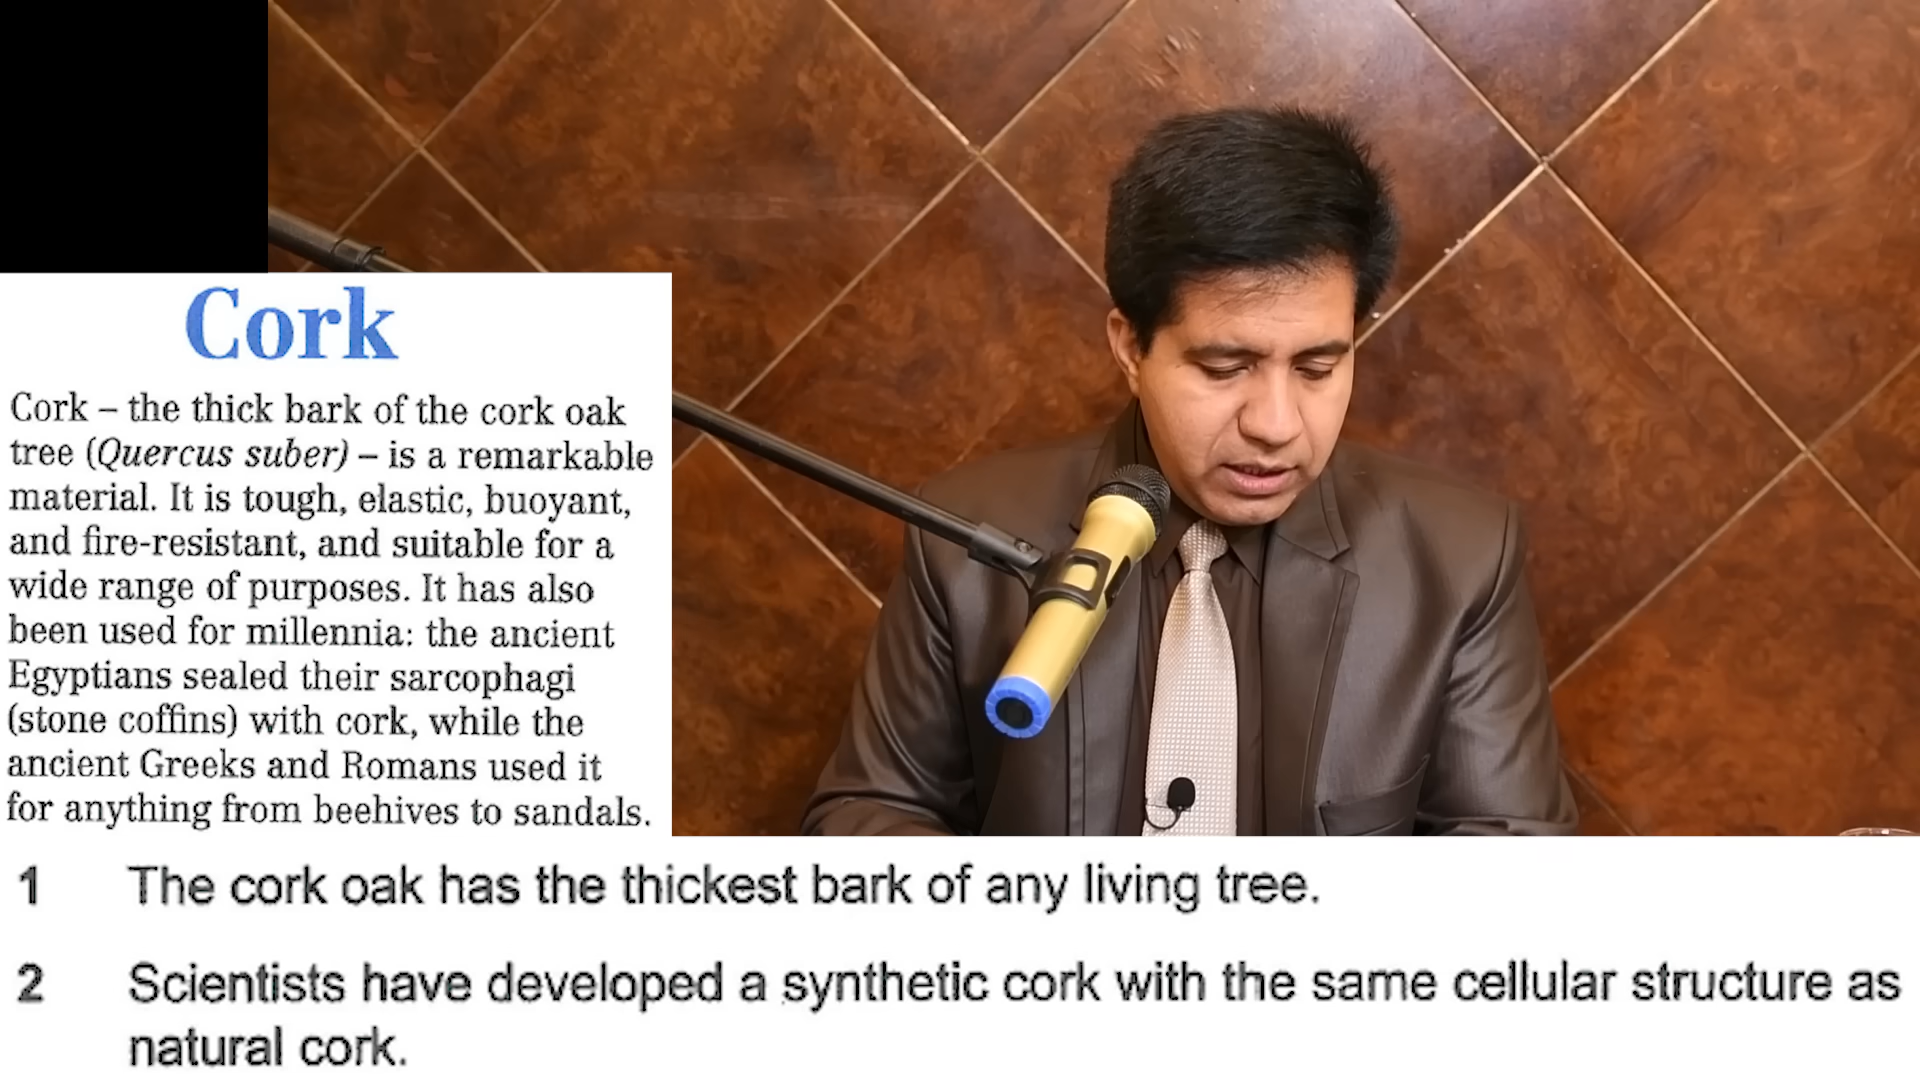 Cork
Cork – the thick bark of the cork oak
tree (Quercus suber) – is a remarkable
material. It is tough, elastic, buoyant,
and fire-resistant, and suitable for a
wide range of purposes. It has also
been used for millennia: the ancient
Egyptians sealed their sarcophagi
(stone coffins) with cork, while the
ancient Greeks and Romans used it
for anything from beehives to sandals.
1 The cork oak has the thickest bark of any living tree.
2 Scientists have developed a synthetic cork with the same cellular structure as
natural cork.